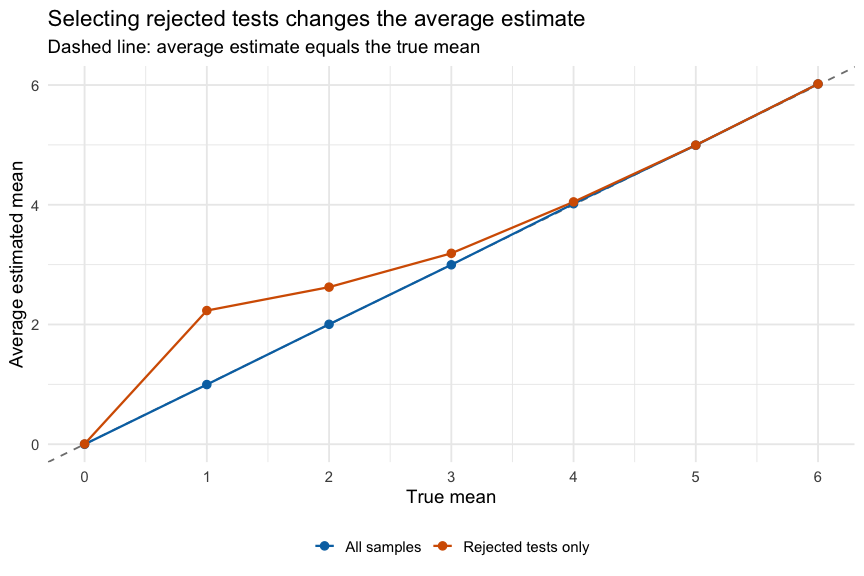 Selecting rejected tests changes the average estimate
Dashed line: average estimate equals the true mean
Average estimated mean
6
4
2
0
0 1 2 3 4 5 6
True mean
All samples Rejected tests only